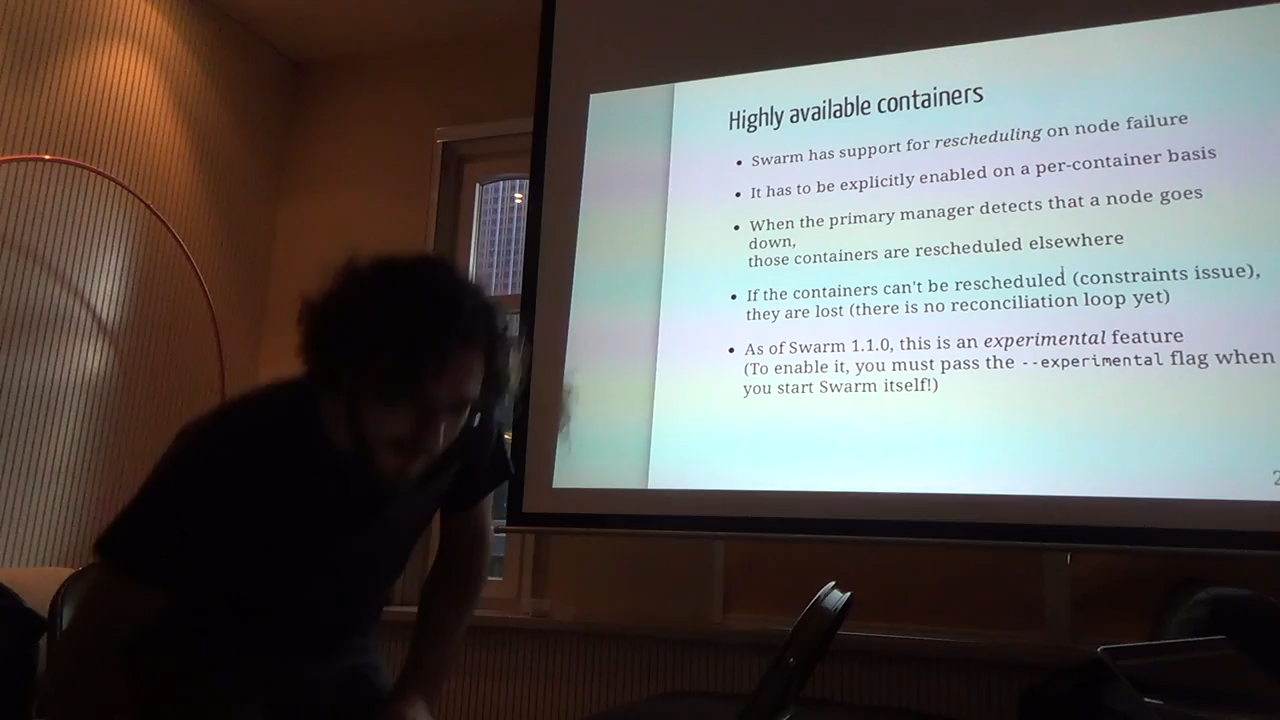 Highly available containers
• Swarm has support for rescheduling on node failure
• It has to be explicitly enabled on a per-container basis
• When the primary manager detects that a node goes
down,
those containers are rescheduled elsewhere
• If the containers can't be rescheduled (constraints issue),
they are lost (there is no reconciliation loop yet)
• As of Swarm 1.1.0, this is an experimental feature
(To enable it, you must pass the --experimental flag when
you start Swarm itself!)